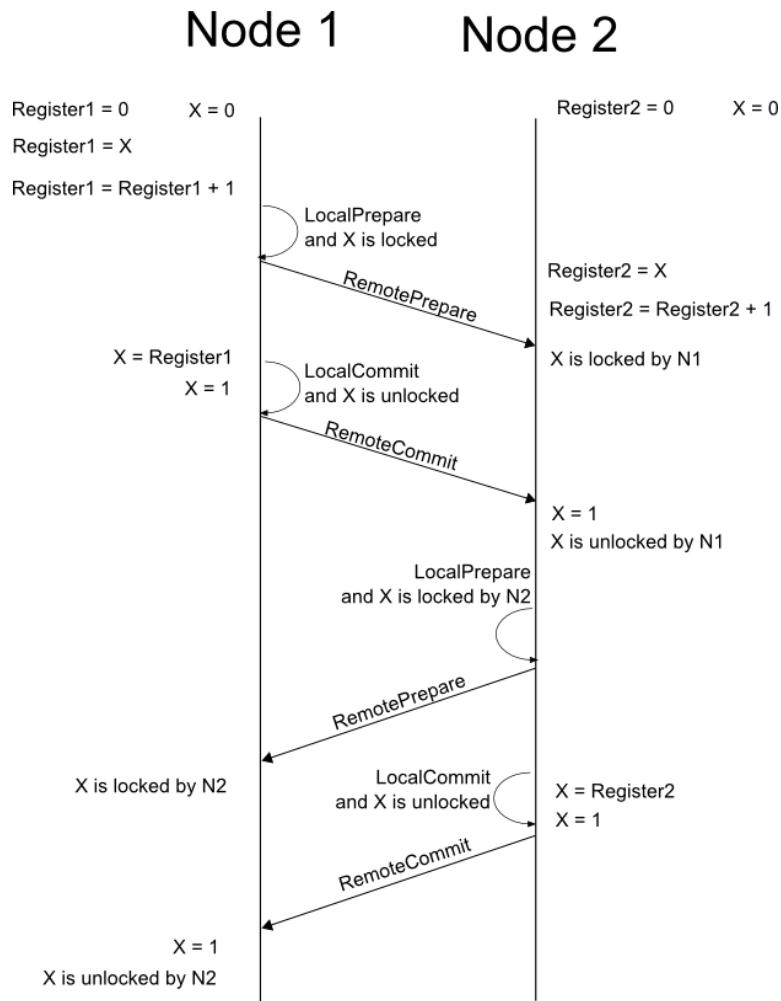 Node 1
Node 2
Register1 = 0
X = 0
Register2 = 0
X = 0
Register1 = X
Register1 = Register1 + 1
LocalPrepare
and X is locked
RemotePrepare
Register2 = X
Register2 = Register2 + 1
X is locked by N1
X = Register1
X = 1
LocalCommit
and X is unlocked
RemoteCommit
X = 1
X is unlocked by N1
LocalPrepare
and X is locked by N2
RemotePrepare
X is locked by N2
LocalCommit
and X is unlocked
X = Register2
X = 1
RemoteCommit
X = 1
X is unlocked by N2